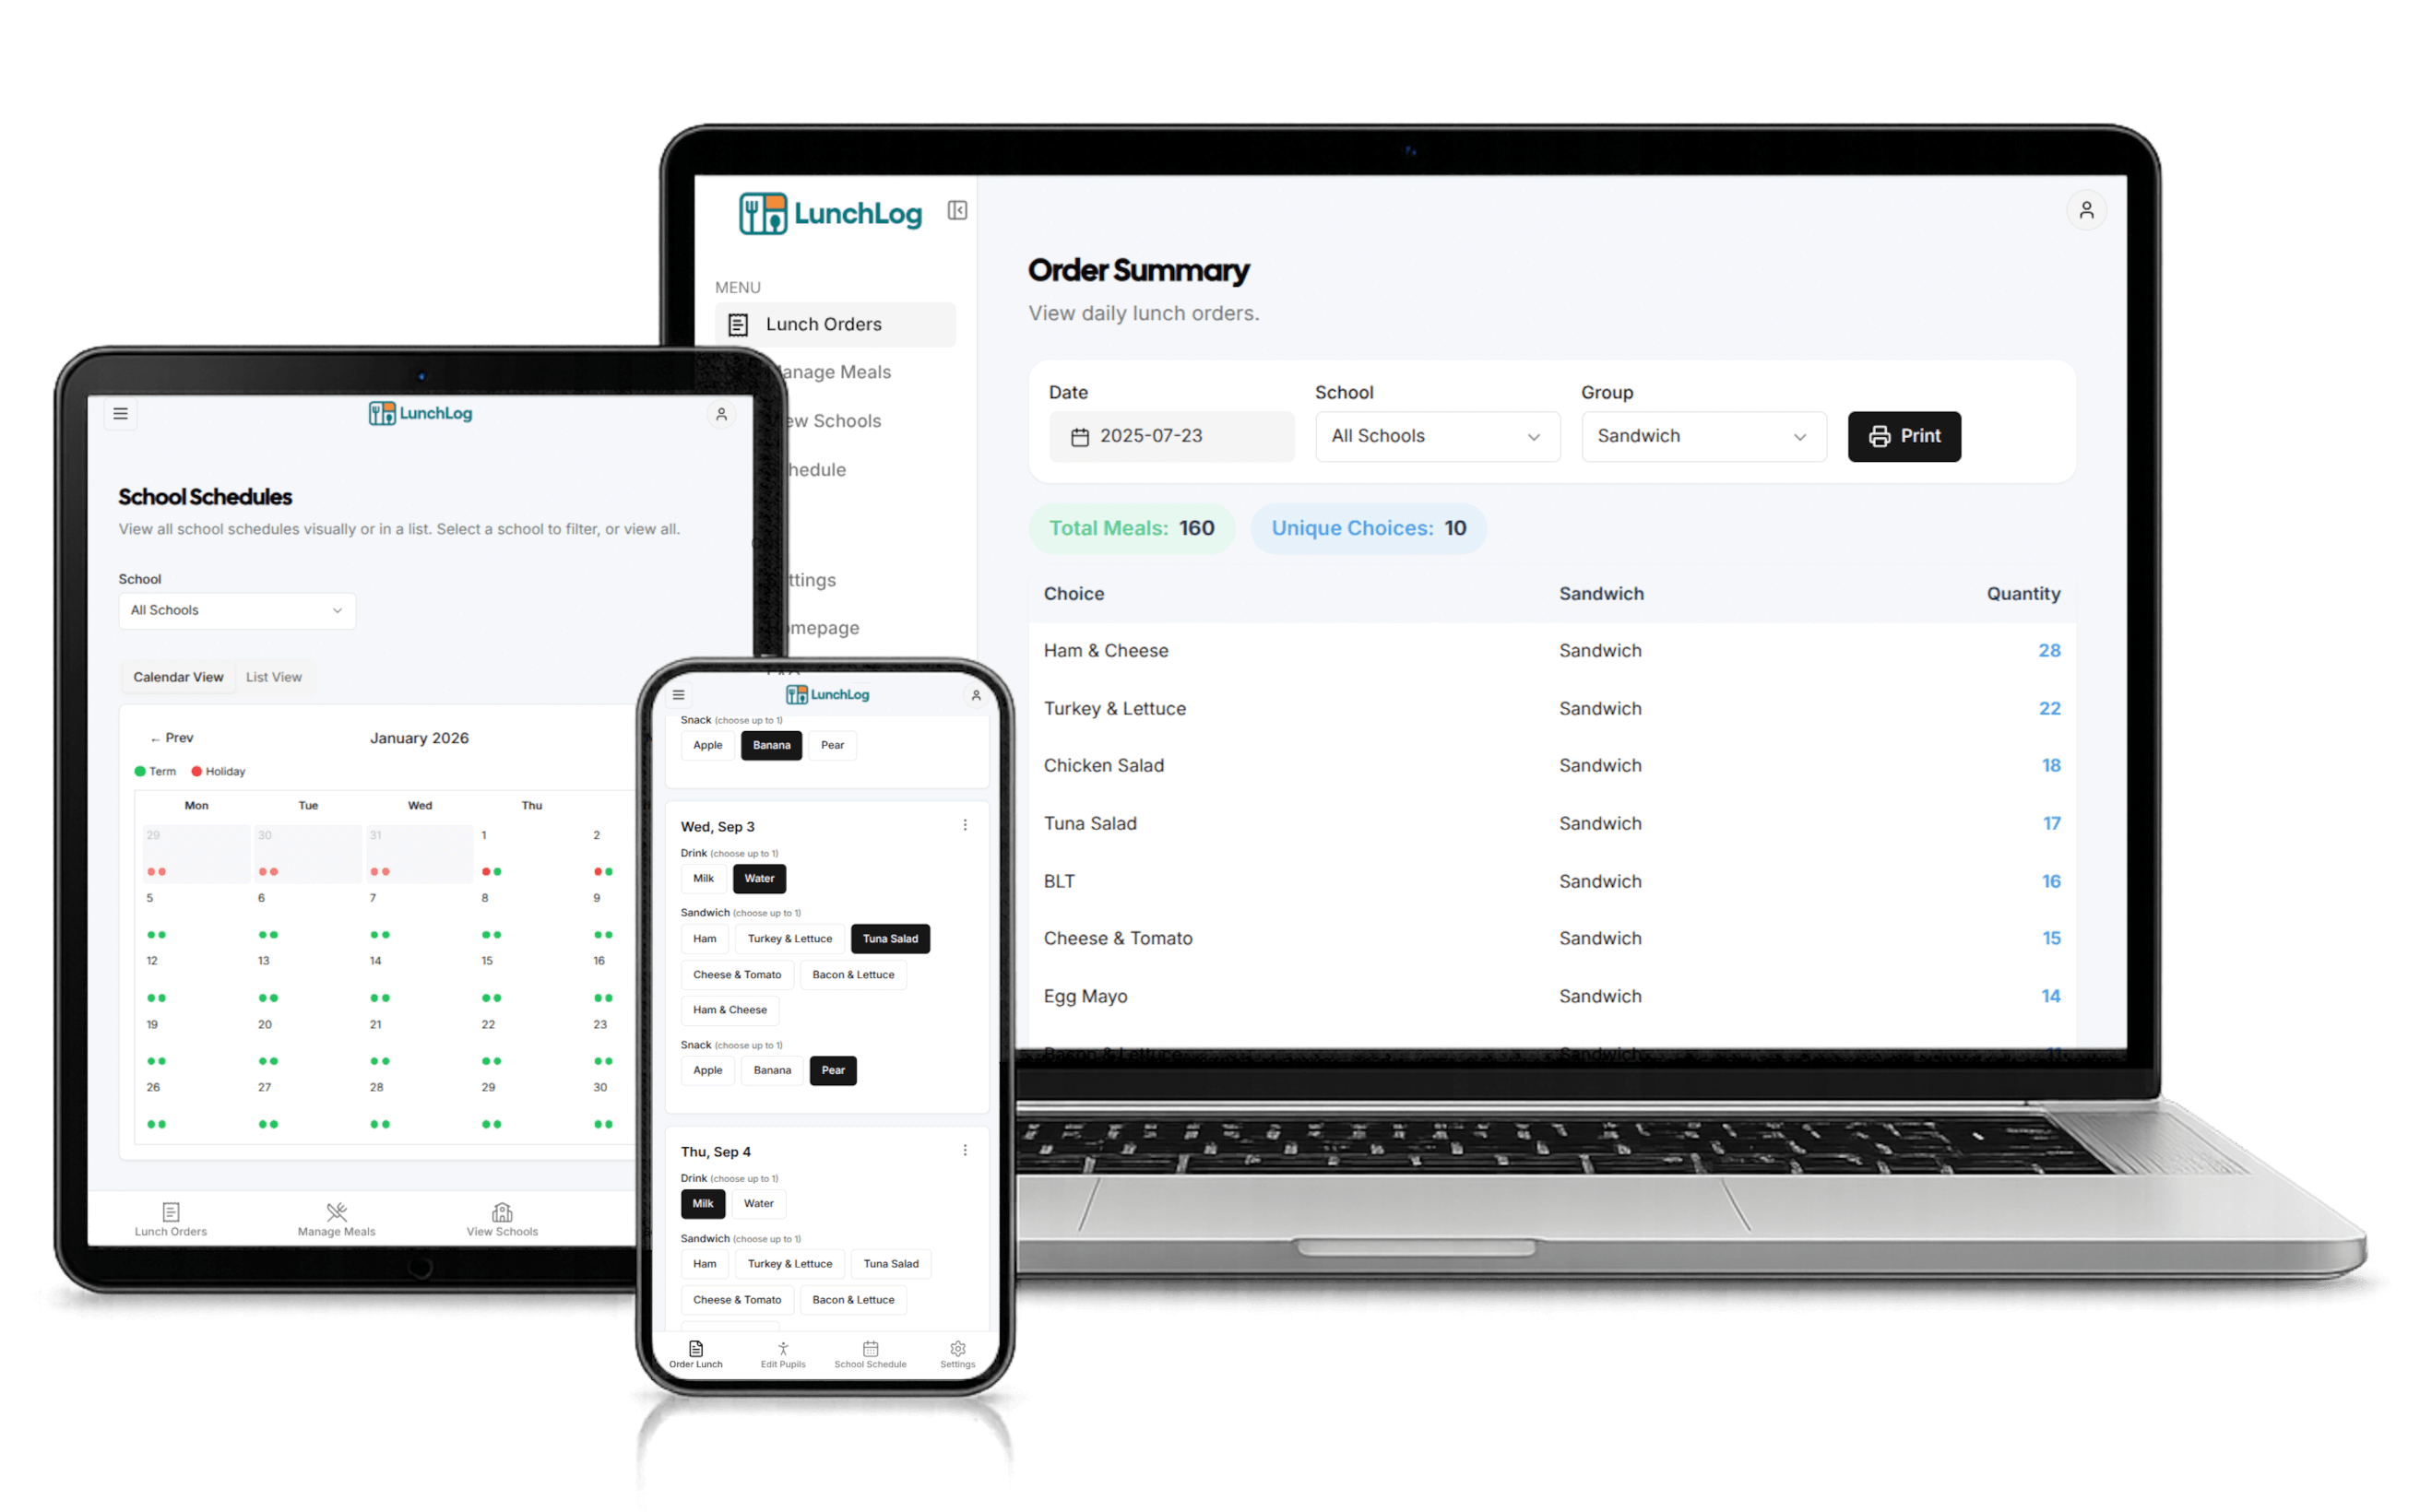 LunchLog
MENU
Lunch Orders
Manage Meals
View Schools
Schedule
Settings
Homepage
Order Summary
View daily lunch orders.
Date School Group
2025-07-23 All Schools Sandwich Print
Total Meals: 160 Unique Choices: 10
Choice Sandwich Quantity
Ham & Cheese Sandwich 28
Turkey & Lettuce Sandwich 22
Chicken Salad Sandwich 18
Tuna Salad Sandwich 17
BLT Sandwich 16
Cheese & Tomato Sandwich 15
Egg Mayo Sandwich 14
Bacon & Lettuce Sandwich 11
LunchLog
School Schedules
View all school schedules visually or in a list. Select a school to filter, or view all.
School
All Schools
Calendar View List View
← Prev January 2026
Term Holiday
Mon Tue Wed Thu
29 30 31 1 2
5 6 7 8 9
12 13 14 15 16
19 20 21 22 23
26 27 28 29 30
Lunch Orders Manage Meals View Schools
LunchLog
Snack (choose up to 1)
Apple Banana Pear
Wed, Sep 3
Drink (choose up to 1)
Milk Water
Sandwich (choose up to 1)
Ham Turkey & Lettuce Tuna Salad
Cheese & Tomato Bacon & Lettuce
Ham & Cheese
Snack (choose up to 1)
Apple Banana Pear
Thu, Sep 4
Drink (choose up to 1)
Milk Water
Sandwich (choose up to 1)
Ham Turkey & Lettuce Tuna Salad
Cheese & Tomato Bacon & Lettuce
Order Lunch Edit Pupils School Schedule Settings